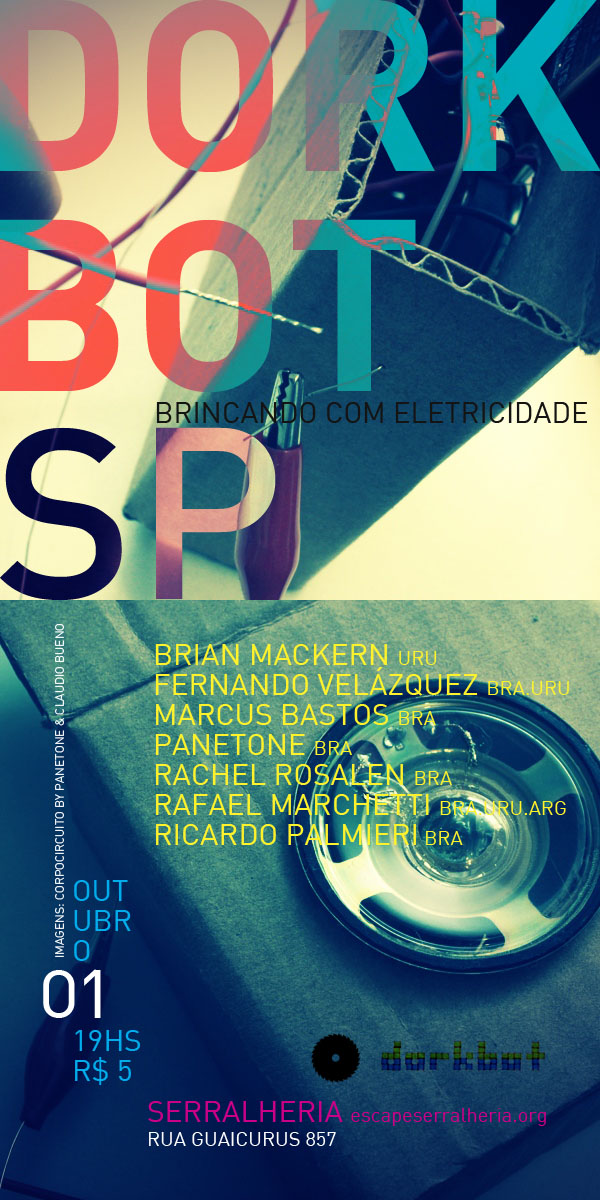 DORK
BOT
BRINCANDO COM ELETRICIDADE
SP
BRIAN MACKERN URU
FERNANDO VELÁZQUEZ BRA.URU
MARCUS BASTOS BRA
PANETONE BRA
RACHEL ROSALEN BRA
RAFAEL MARCHETTI BRA.URU.ARG
RICARDO PALMIERI BRA
IMAGENS: CORPOCIRCUITO BY PANETONE & CLAUDIO BUENO
OUT
UBR
O
01
19HS
R$ 5
dorkbot
SERRALHERIA escapeserralheria.org
RUA GUAICURUS 857